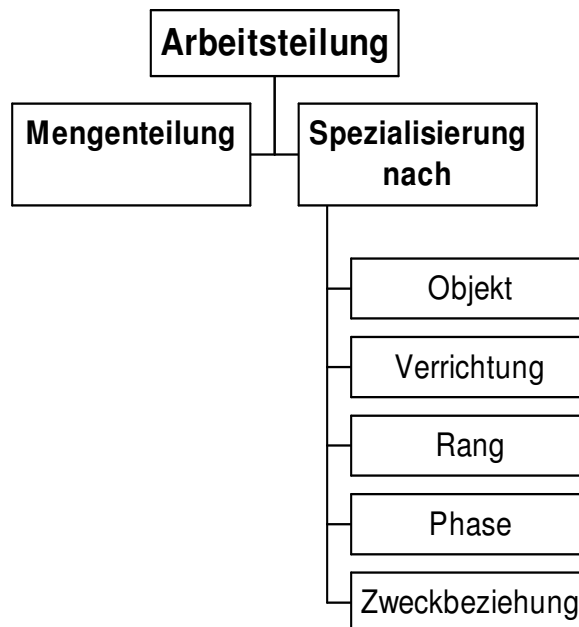 Arbeitsteilung
Mengenteilung
Spezialisierung
nach
Objekt
Verrichtung
Rang
Phase
Zweckbeziehung